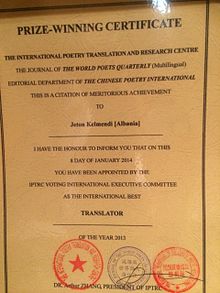 PRIZE-WINNING CERTIFICATE
THE INTERNATIONAL POETRY TRANSLATION AND RESEARCH CENTRE
THE JOURNAL OF THE WORLD POETS QUARTERLY (Multilingual)
EDITORIAL DEPARTMENT OF THE CHINESE POETRY INTERNATIONAL
THIS IS A CITATION OF MERITORIOUS ACHIEVEMENT
TO
Jeton Kelmendi [Albania]
I HAVE THE HONOUR TO INFORM YOU THAT ON THIS
8 DAY OF JANUARY 2014
YOU HAVE BEEN APPOINTED BY THE
IPTRC VOTING INTERNATIONAL EXECUTIVE COMMITTEE
AS THE INTERNATIONAL BEST
TRANSLATOR
OF THE YEAR 2013
DR. Arthur ZHANG, PRESIDENT OF IPTRC